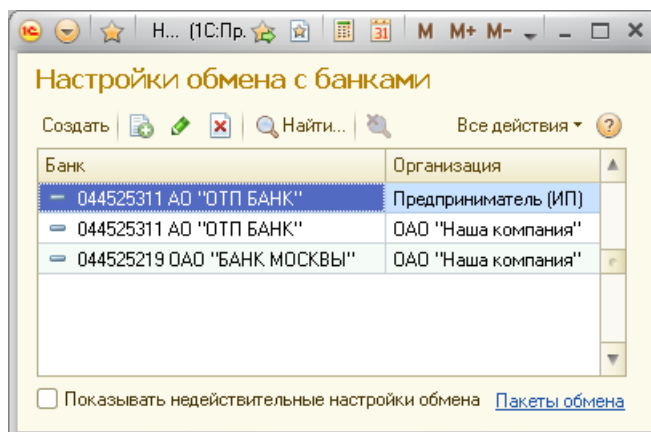 Н... (1С:Пр. 31 M M+ M-
Настройки обмена с банками
Создать Найти... Все действия
Банк Организация
044525311 АО "ОТП БАНК" Предприниматель (ИП)
044525311 АО "ОТП БАНК" ОАО "Наша компания"
044525219 ОАО "БАНК МОСКВЫ" ОАО "Наша компания"
Показывать недействительные настройки обмена Пакеты обмена